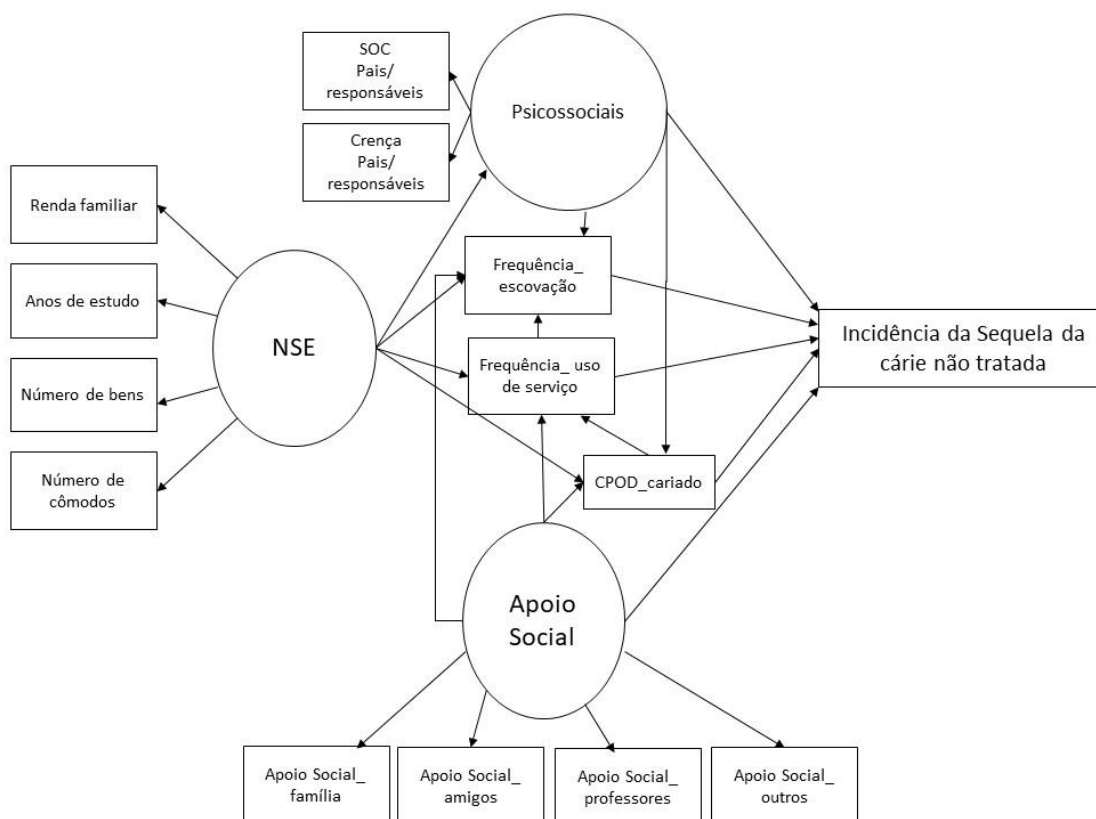 SOC
Pais/
responsáveis
Crença
Pais/
responsáveis
Psicossociais
Renda familiar
Anos de estudo
Número de bens
Número de
cômodos
NSE
Frequência_
escovação
Frequência_ uso
de serviço
CPOD_cariado
Incidência da Sequela da
cárie não tratada
Apoio
Social
Apoio Social_
família
Apoio Social_
amigos
Apoio Social_
professores
Apoio Social_
outros